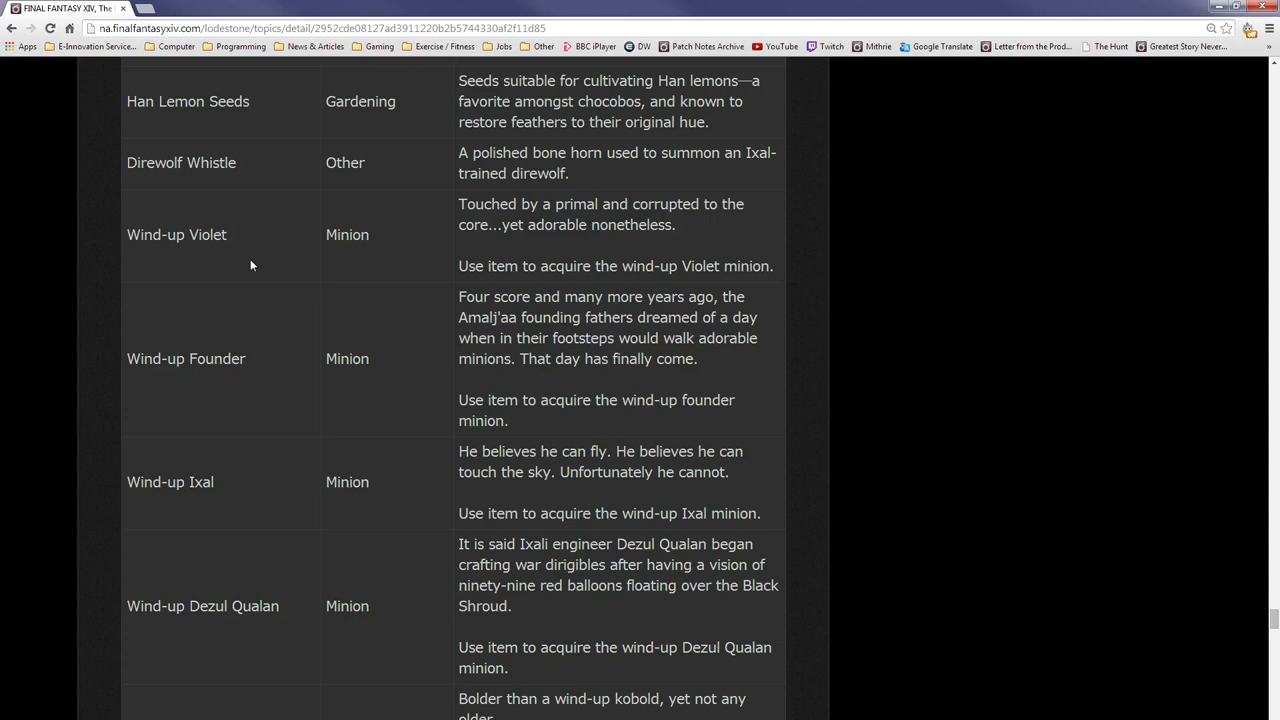 FINAL FANTASY XIV, The
na.finalfantasyxiv.com/lodestone/topics/detail/2952cde08127ad3911220b2b5744330af2f11d85
Apps E-Innovation Service... Computer Programming News & Articles Gaming Exercise / Fitness Jobs Other BBC iPlayer DW Patch Notes Archive YouTube Twitch Mithrie Google Translate Letter from the Prod... The Hunt Greatest Story Never... »
Han Lemon Seeds
Gardening
Seeds suitable for cultivating Han lemons—a
favorite amongst chocobos, and known to
restore feathers to their original hue.
Direwolf Whistle
Other
A polished bone horn used to summon an Ixal-
trained direwolf.
Wind-up Violet
Minion
Touched by a primal and corrupted to the
core...yet adorable nonetheless.
Use item to acquire the wind-up Violet minion.
Wind-up Founder
Minion
Four score and many more years ago, the
Amalj'aa founding fathers dreamed of a day
when in their footsteps would walk adorable
minions. That day has finally come.
Use item to acquire the wind-up founder
minion.
Wind-up Ixal
Minion
He believes he can fly. He believes he can
touch the sky. Unfortunately he cannot.
Use item to acquire the wind-up Ixal minion.
Wind-up Dezul Qualan
Minion
It is said Ixali engineer Dezul Qualan began
crafting war dirigibles after having a vision of
ninety-nine red balloons floating over the Black
Shroud.
Use item to acquire the wind-up Dezul Qualan
minion.
Bolder than a wind-up kobold, yet not any
older.